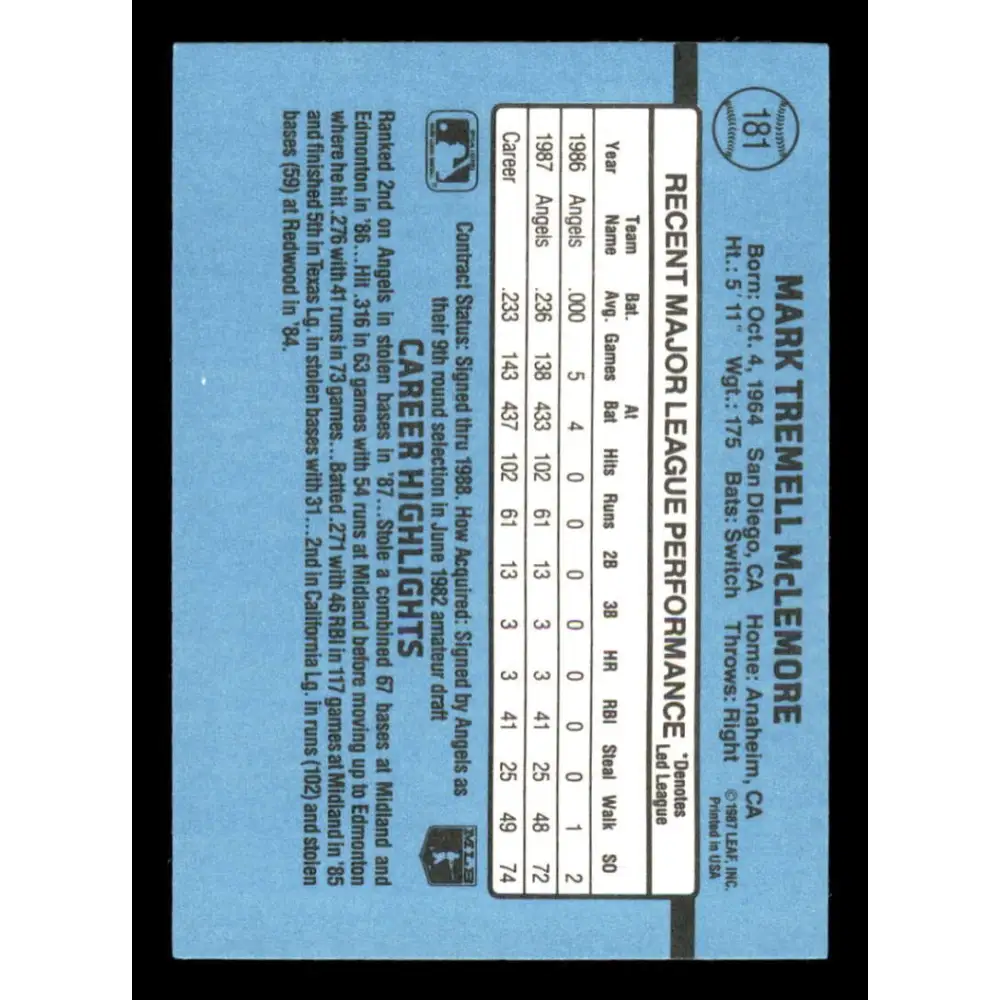 181
MARK TREMELL McLEMORE
Born: Oct. 4, 1964 San Diego, CA Home: Anaheim, CA
Ht.: 5' 11" Wgt.: 175 Bats: Switch Throws: Right
©1987 LEAF, INC.
Printed in USA
RECENT MAJOR LEAGUE PERFORMANCE
*Denotes
Led League
Year Team Name Bat. Avg. Games At Bat Hits Runs 2B 3B HR RBI Steal Walk SO
1986 Angels .000 5 4 0 0 0 0 0 0 0 1 2
1987 Angels .236 138 433 102 61 13 3 3 41 25 48 72
Career .233 143 437 102 61 13 3 3 41 25 49 74
Contract Status: Signed thru 1988. How Acquired: Signed by Angels as
their 9th round selection in June 1982 amateur draft
MLB
CAREER HIGHLIGHTS
Ranked 2nd on Angels in stolen bases in '87...Stole a combined 67 bases at Midland and
Edmonton in '86...Hit .316 in 63 games with 54 runs at Midland before moving up to Edmonton
where he hit .276 with 41 runs in 73 games...Batted .271 with 46 RBI in 117 games at Midland in '85
and finished 5th in Texas Lg. in stolen bases with 31...2nd in California Lg. in runs (102) and stolen
bases (59) at Redwood in '84.